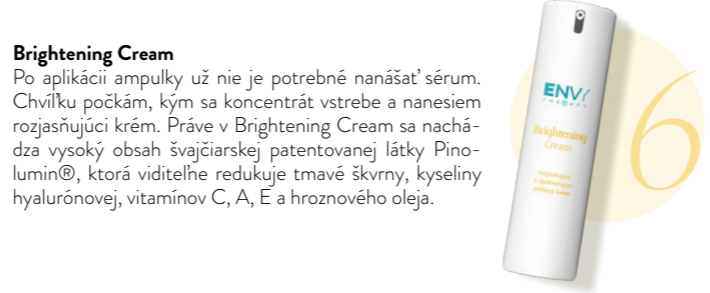 Brightening Cream
Po aplikácii ampulky už nie je potrebné nanášať sérum.
Chvíľku počkám, kým sa koncentrát vstrebe a nanesiem
rozjasňujúci krém. Práve v Brightening Cream sa nachá-
dza vysoký obsah švajčiarskej patentovanej látky Pino-
lumin®, ktorá viditeľne redukuje tmavé škvrny, kyseliny
hyalurónovej, vitamínov C, A, E a hroznového oleja.
ENVY
THERAPY
Brightening
Cream
6